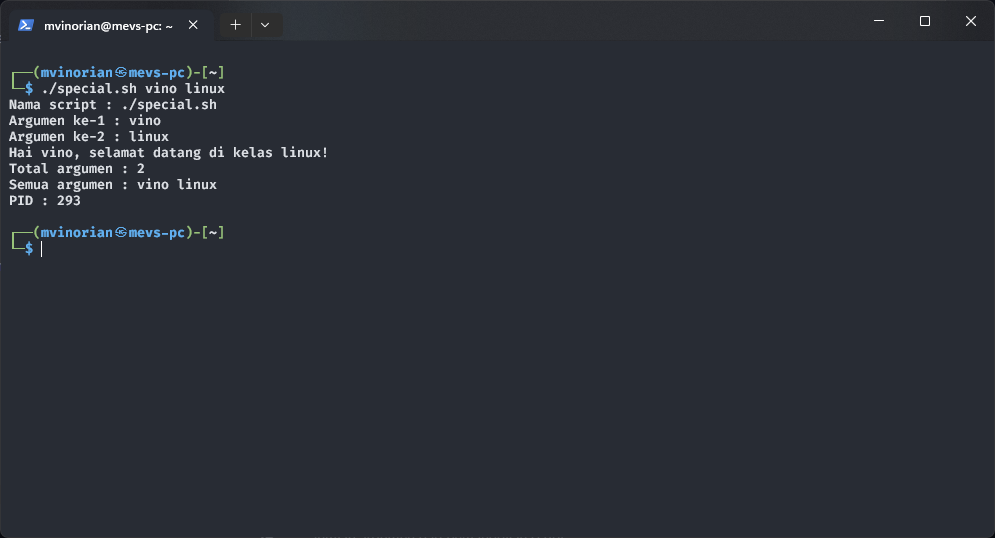 mvinorian@mevs-pc: ~
┌──(mvinorian㉿mevs-pc)-[~]
└─$ ./special.sh vino linux
Nama script : ./special.sh
Argumen ke-1 : vino
Argumen ke-2 : linux
Hai vino, selamat datang di kelas linux!
Total argumen : 2
Semua argumen : vino linux
PID : 293
┌──(mvinorian㉿mevs-pc)-[~]
└─$